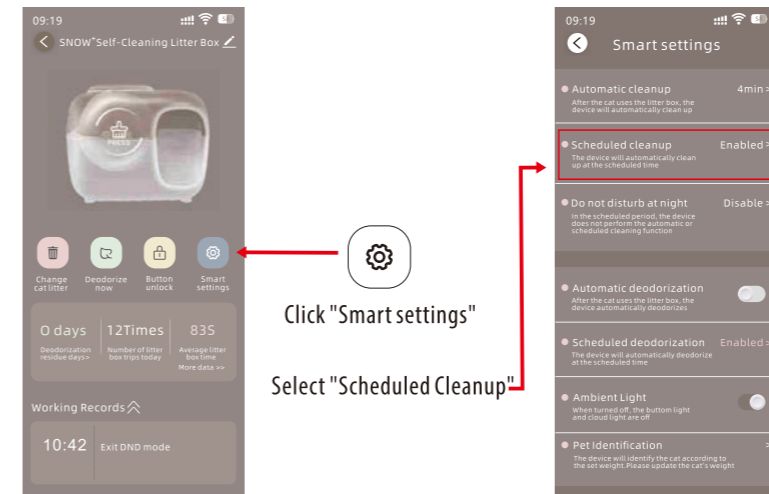 09:19
SNOW⁺Self-Cleaning Litter Box
PRESS
Change
cat litter
Deodorize
now
Button
unlock
Smart
settings
0 days
Deodorization
residue days>
12Times
Number of litter
box trips today
83S
Average litter
box time
More data >>
Working Records
10:42 Exit DND mode
Click "Smart settings"
Select "Scheduled Cleanup"
09:19
Smart settings
Automatic cleanup 4min >
After the cat uses the litter box, the
device will automatically clean up
Scheduled cleanup Enabled >
The device will automatically clean
up at the scheduled time
Do not disturb at night Disable >
In the scheduled period, the device
does not perform the automatic or
scheduled cleaning function
Automatic deodorization
After the cat uses the litter box, the
device automatically deodorizes
Scheduled deodorization Enabled >
The device will automatically deodorize
at the scheduled time
Ambient Light
When turned off, the buttom light
and cloud light are off
Pet Identification >
The device will identify the cat according to
the set weight.Please update the cat's weight